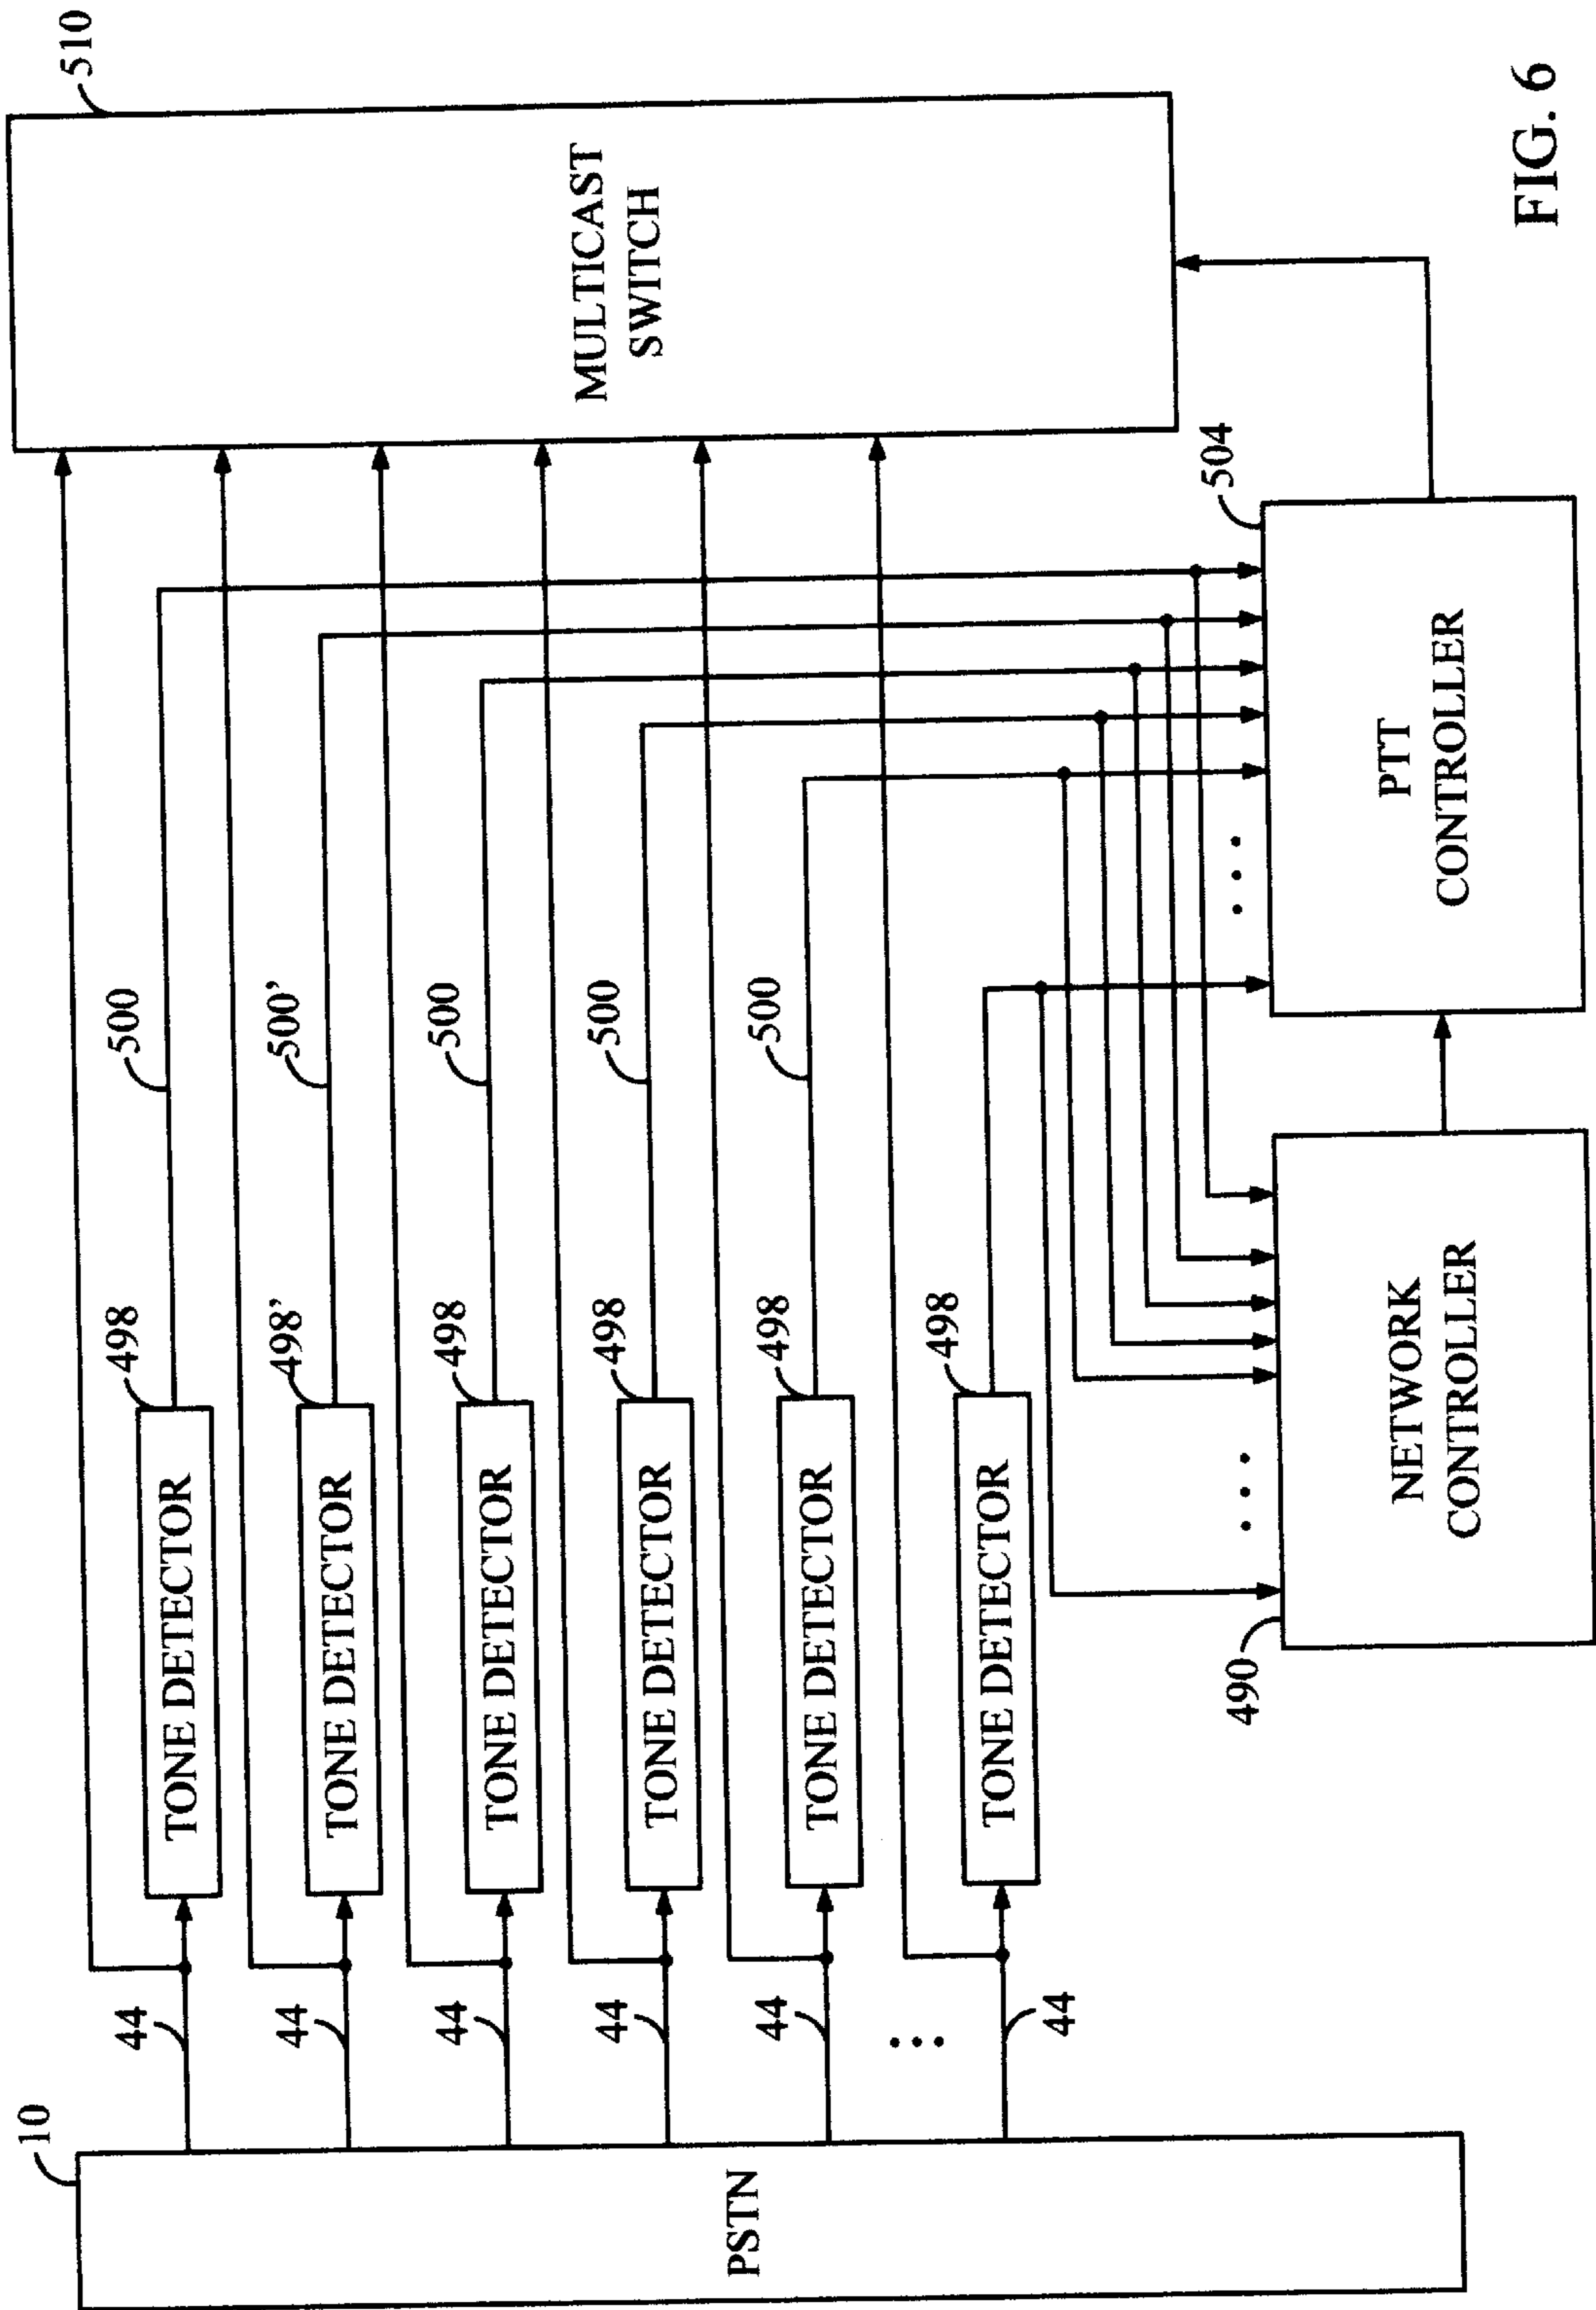 10
PSTN
44
44
44
44
44
44
498
TONE DETECTOR
498'
TONE DETECTOR
498
TONE DETECTOR
498
TONE DETECTOR
498
TONE DETECTOR
498
TONE DETECTOR
500
500'
500
500
500
490
NETWORK
CONTROLLER
504
PTT
CONTROLLER
510
MULTICAST
SWITCH
FIG. 6